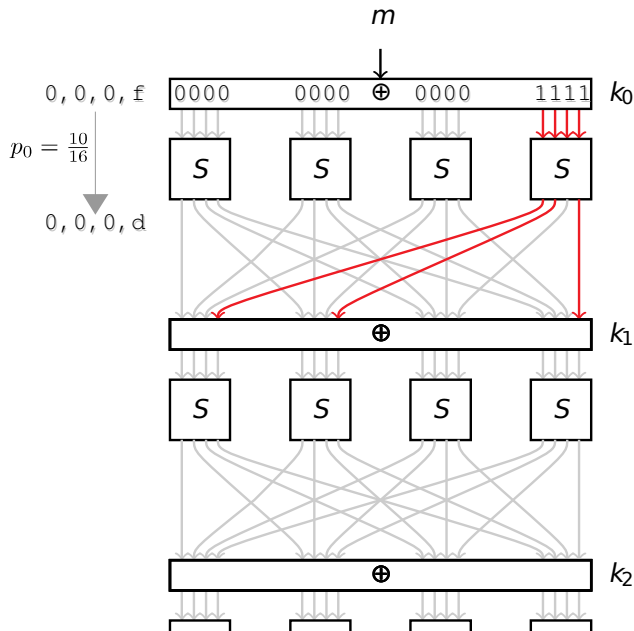 m
0,0,0,f 0000 0000 ⊕ 0000 1111 k0
p0 = 10/16
S S S S
0,0,0,d
⊕ k1
S S S S
⊕ k2